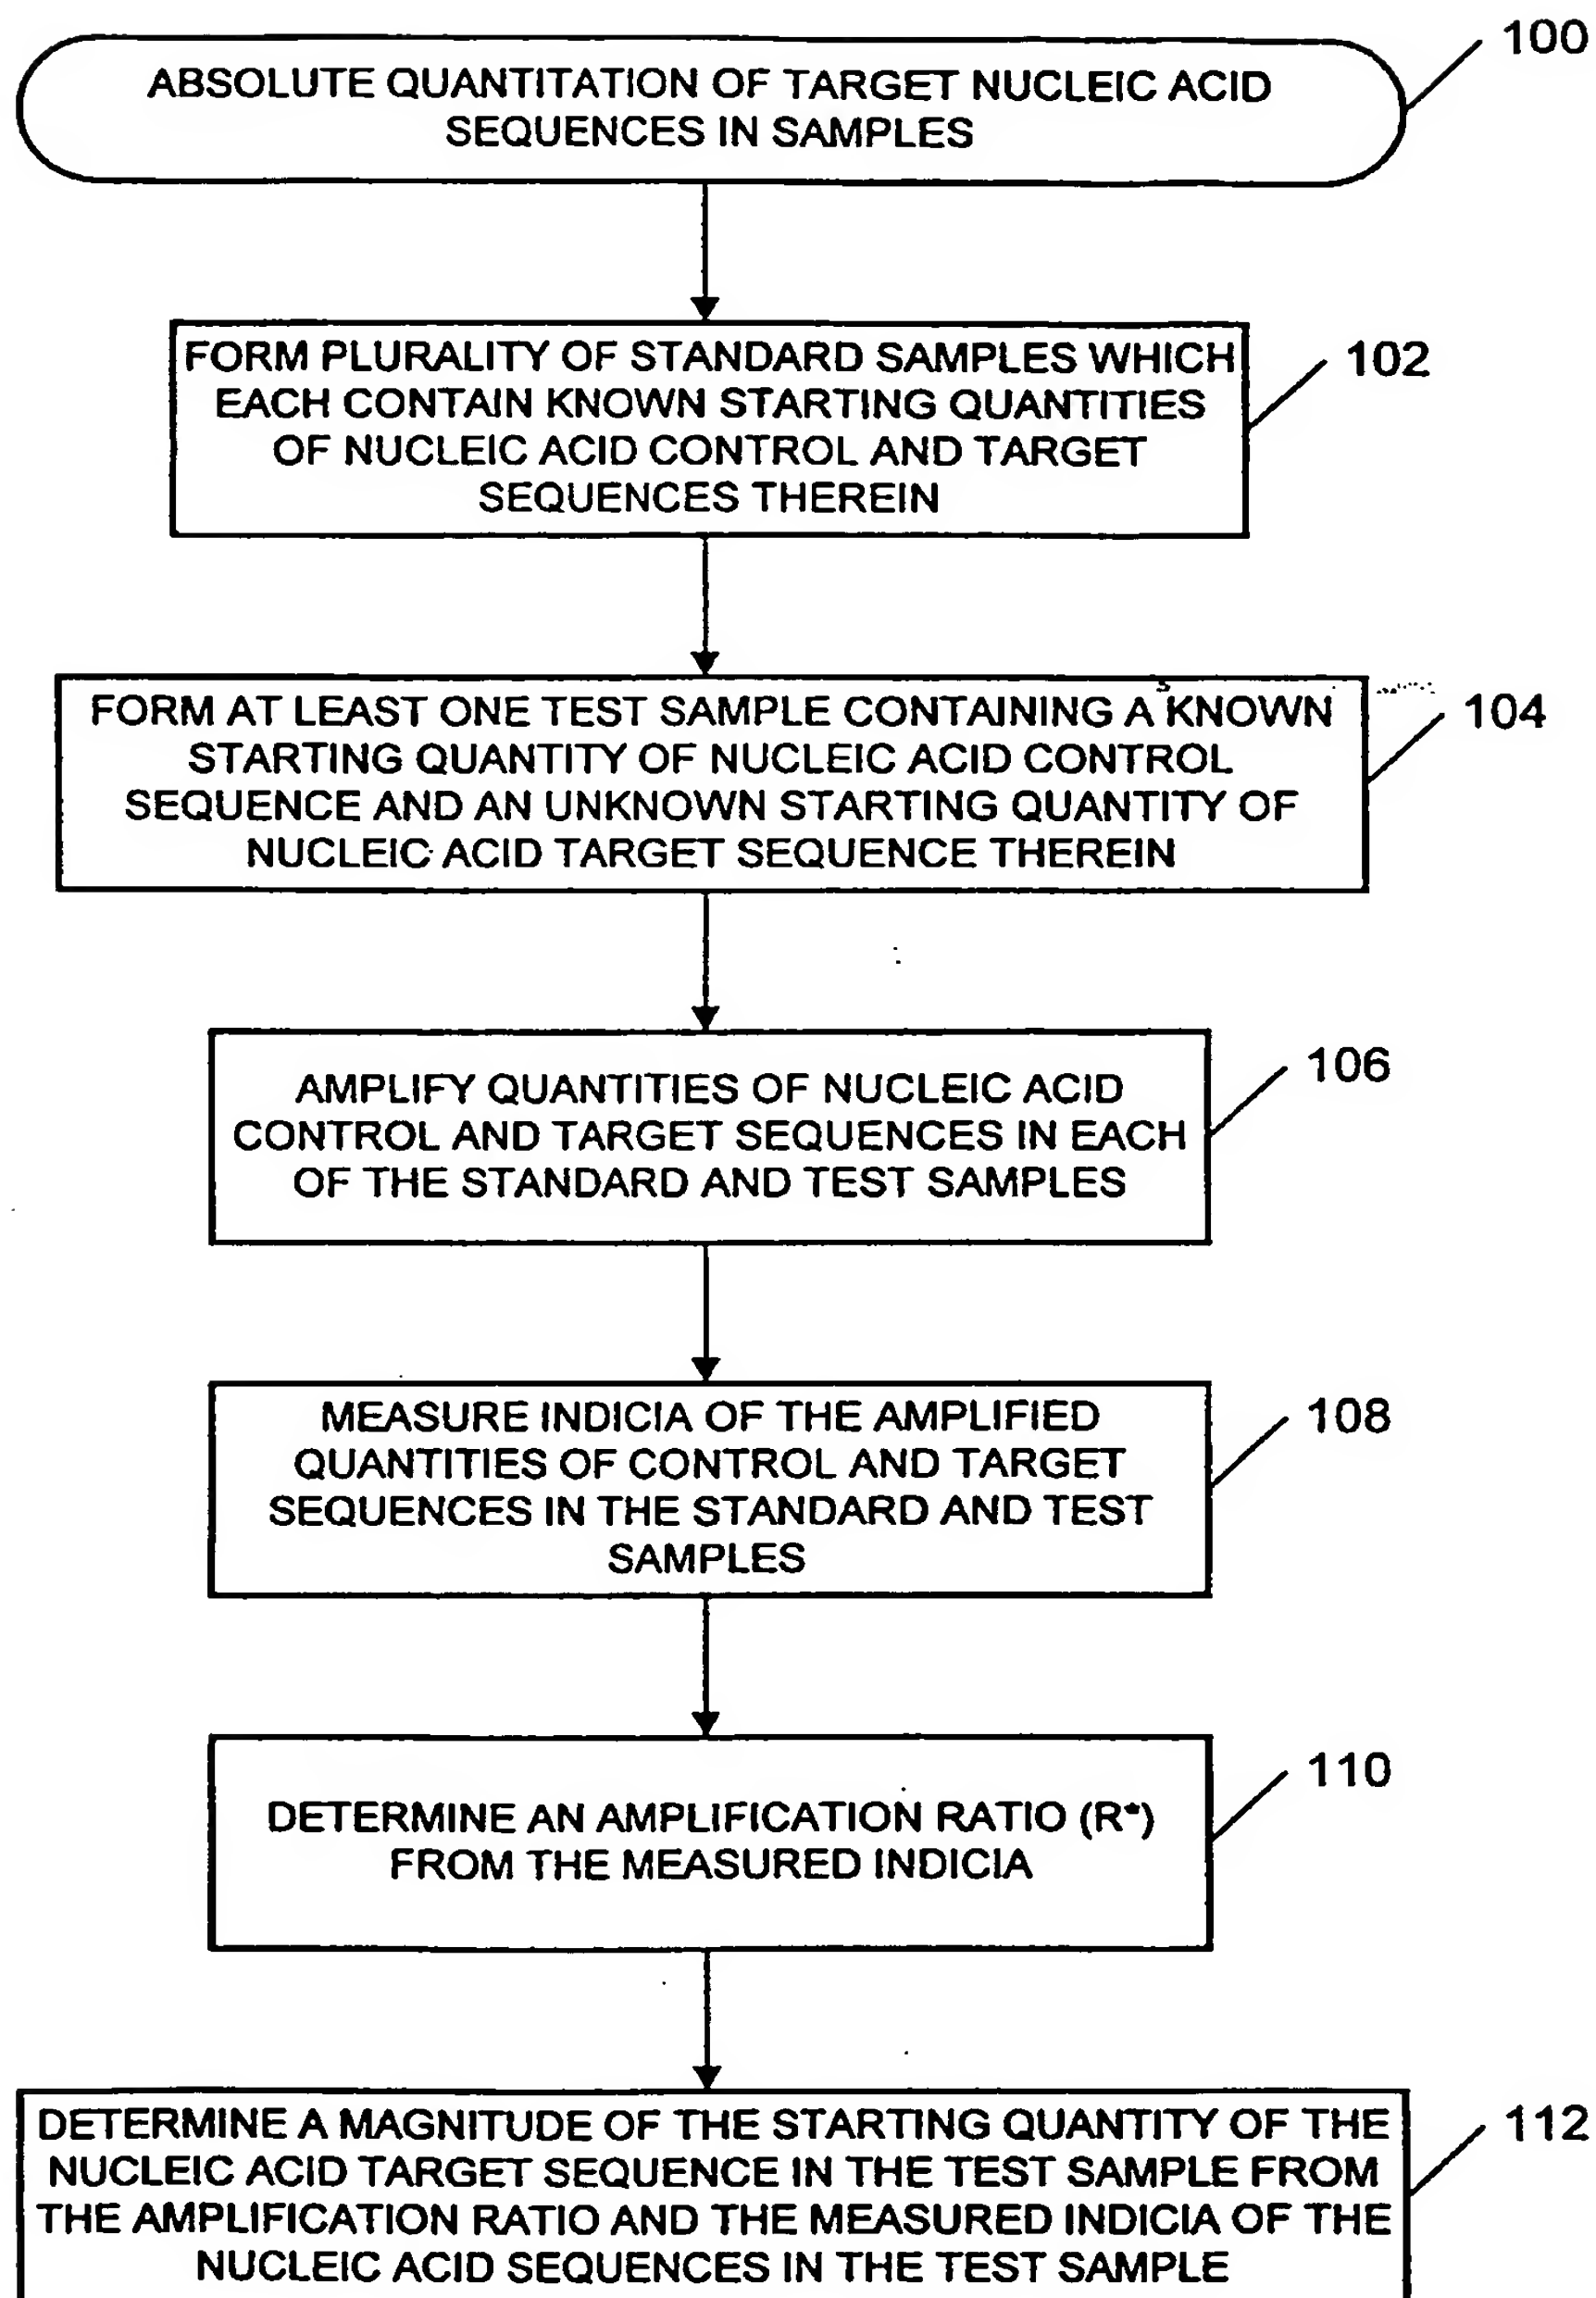 100
ABSOLUTE QUANTITATION OF TARGET NUCLEIC ACID
SEQUENCES IN SAMPLES
102
FORM PLURALITY OF STANDARD SAMPLES WHICH
EACH CONTAIN KNOWN STARTING QUANTITIES
OF NUCLEIC ACID CONTROL AND TARGET
SEQUENCES THEREIN
104
FORM AT LEAST ONE TEST SAMPLE CONTAINING A KNOWN
STARTING QUANTITY OF NUCLEIC ACID CONTROL
SEQUENCE AND AN UNKNOWN STARTING QUANTITY OF
NUCLEIC ACID TARGET SEQUENCE THEREIN
106
AMPLIFY QUANTITIES OF NUCLEIC ACID
CONTROL AND TARGET SEQUENCES IN EACH
OF THE STANDARD AND TEST SAMPLES
108
MEASURE INDICIA OF THE AMPLIFIED
QUANTITIES OF CONTROL AND TARGET
SEQUENCES IN THE STANDARD AND TEST
SAMPLES
110
DETERMINE AN AMPLIFICATION RATIO (R*)
FROM THE MEASURED INDICIA
112
DETERMINE A MAGNITUDE OF THE STARTING QUANTITY OF THE
NUCLEIC ACID TARGET SEQUENCE IN THE TEST SAMPLE FROM
THE AMPLIFICATION RATIO AND THE MEASURED INDICIA OF THE
NUCLEIC ACID SEQUENCES IN THE TEST SAMPLE